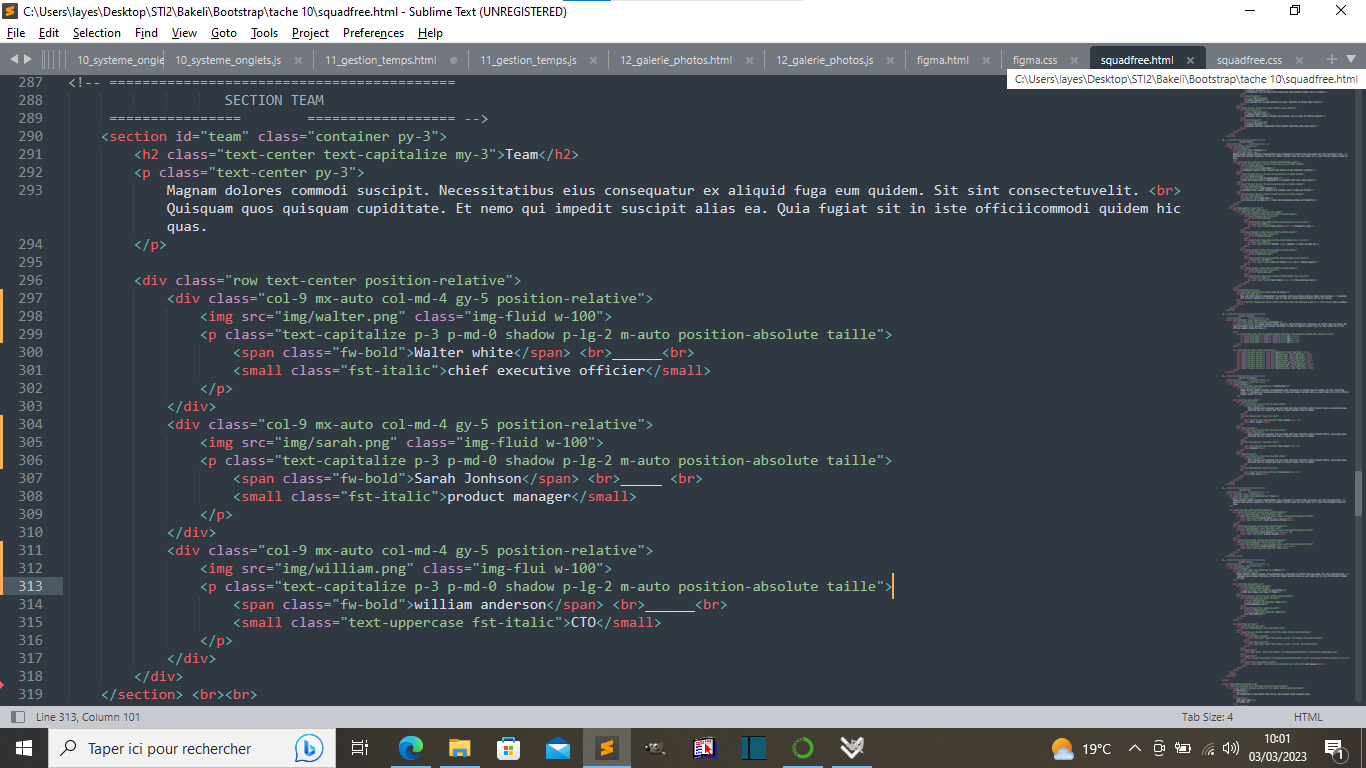 C:\Users\layes\Desktop\STI2\Bakeli\Bootstrap\tache 10\squadfree.html - Sublime Text (UNREGISTERED)
File Edit Selection Find View Goto Tools Project Preferences Help
10_systeme_ongle 10_systeme_onglets.js 11_gestion_temps.html 11_gestion_temps.js 12_galerie_photos.html 12_galerie_photos.js figma.html figma.css squadfree.html squadfree.css
C:\Users\layes\Desktop\STI2\Bakeli\Bootstrap\tache 10\squadfree.html
287 <!-- ==========================================
288 SECTION TEAM
289 ================ ================== -->
290 <section id="team" class="container py-3">
291 <h2 class="text-center text-capitalize my-3">Team</h2>
292 <p class="text-center py-3">
293 Magnam dolores commodi suscipit. Necessitatibus eius consequatur ex aliquid fuga eum quidem. Sit sint consectetuvelit. <br>
Quisquam quos quisquam cupiditate. Et nemo qui impedit suscipit alias ea. Quia fugiat sit in iste officiicommodi quidem hic
quas.
294 </p>
295
296 <div class="row text-center position-relative">
297 <div class="col-9 mx-auto col-md-4 gy-5 position-relative">
298 <img src="img/walter.png" class="img-fluid w-100">
299 <p class="text-capitalize p-3 p-md-0 shadow p-lg-2 m-auto position-absolute taille">
300 <span class="fw-bold">Walter white</span> <br>______<br>
301 <small class="fst-italic">chief executive officier</small>
302 </p>
303 </div>
304 <div class="col-9 mx-auto col-md-4 gy-5 position-relative">
305 <img src="img/sarah.png" class="img-fluid w-100">
306 <p class="text-capitalize p-3 p-md-0 shadow p-lg-2 m-auto position-absolute taille">
307 <span class="fw-bold">Sarah Jonhson</span> <br>_____ <br>
308 <small class="fst-italic">product manager</small>
309 </p>
310 </div>
311 <div class="col-9 mx-auto col-md-4 gy-5 position-relative">
312 <img src="img/william.png" class="img-flui w-100">
313 <p class="text-capitalize p-3 p-md-0 shadow p-lg-2 m-auto position-absolute taille">
314 <span class="fw-bold">william anderson</span> <br>______<br>
315 <small class="text-uppercase fst-italic">CTO</small>
316 </p>
317 </div>
318 </div>
319 </section> <br><br>
Line 313, Column 101 Tab Size: 4 HTML
Taper ici pour rechercher 19°C 10:01
03/03/2023 1